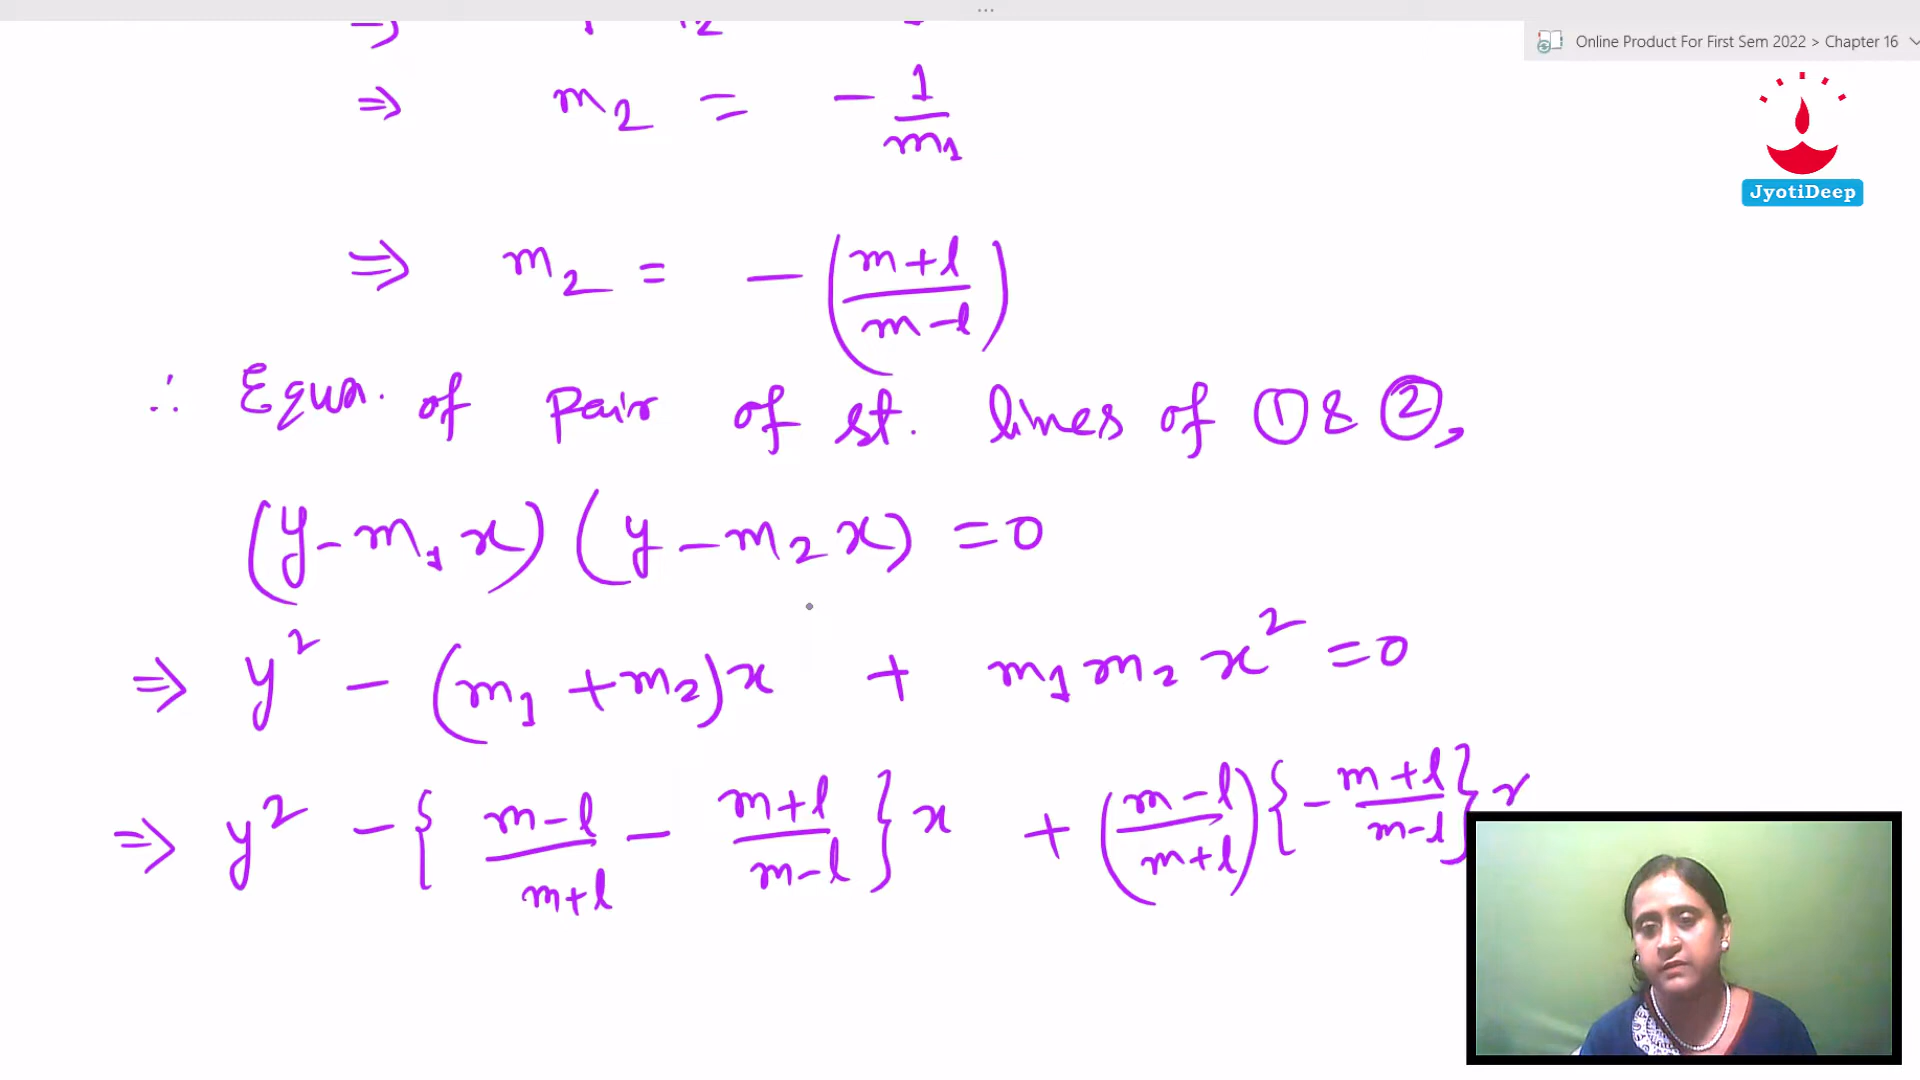 Online Product For First Sem 2022 > Chapter 16
JyotiDeep
⇒ m₂ = - 1/m₁
⇒ m₂ = - ((m+l)/(m-l))
∴ Equn. of pair of st. lines of ① & ②,
(y - m₁x) (y - m₂x) = 0
⇒ y² - (m₁ + m₂)x + m₁m₂x² = 0
⇒ y² - { (m-l)/(m+l) - (m+l)/(m-l) } x + ((m-l)/(m+l)) { - (m+l)/(m-l) }